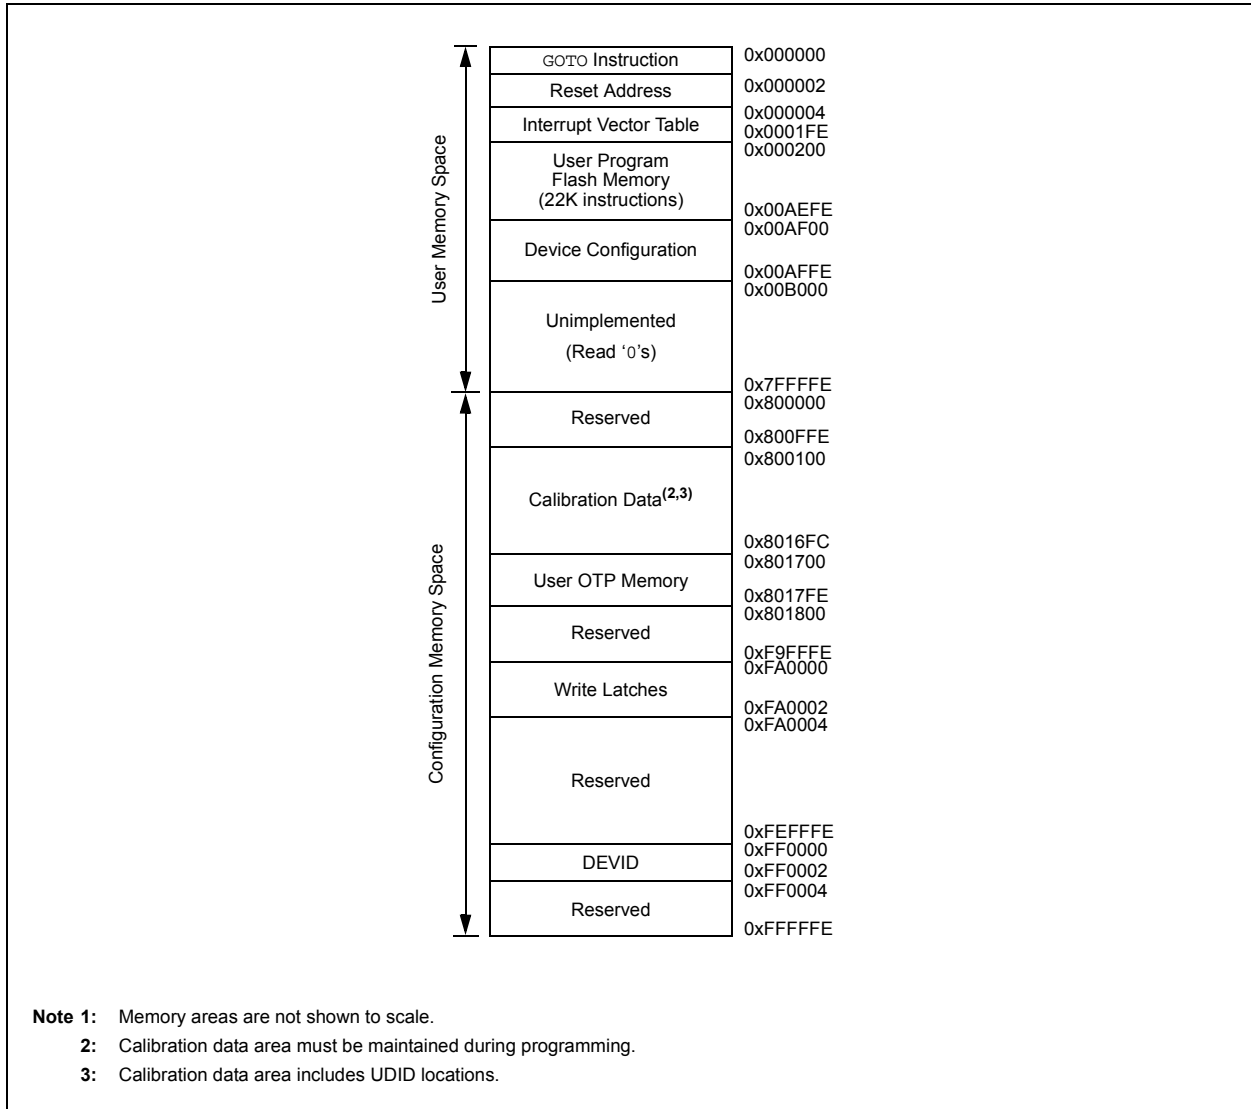 GOTO Instruction
0x000000
Reset Address
0x000002
Interrupt Vector Table
0x000004
0x0001FE
User Program
Flash Memory
(22K instructions)
0x000200
0x00AEFE
Device Configuration
0x00AF00
0x00AFFE
Unimplemented
(Read ‘0’s)
0x00B000
0x7FFFFE
User Memory Space
Reserved
0x800000
0x800FFE
Calibration Data(2,3)
0x800100
0x8016FC
User OTP Memory
0x801700
0x8017FE
Reserved
0x801800
0xF9FFFE
Write Latches
0xFA0000
0xFA0002
Reserved
0xFA0004
0xFEFFFE
DEVID
0xFF0000
0xFF0002
Reserved
0xFF0004
0xFFFFFE
Configuration Memory Space
Note 1: Memory areas are not shown to scale.
2: Calibration data area must be maintained during programming.
3: Calibration data area includes UDID locations.